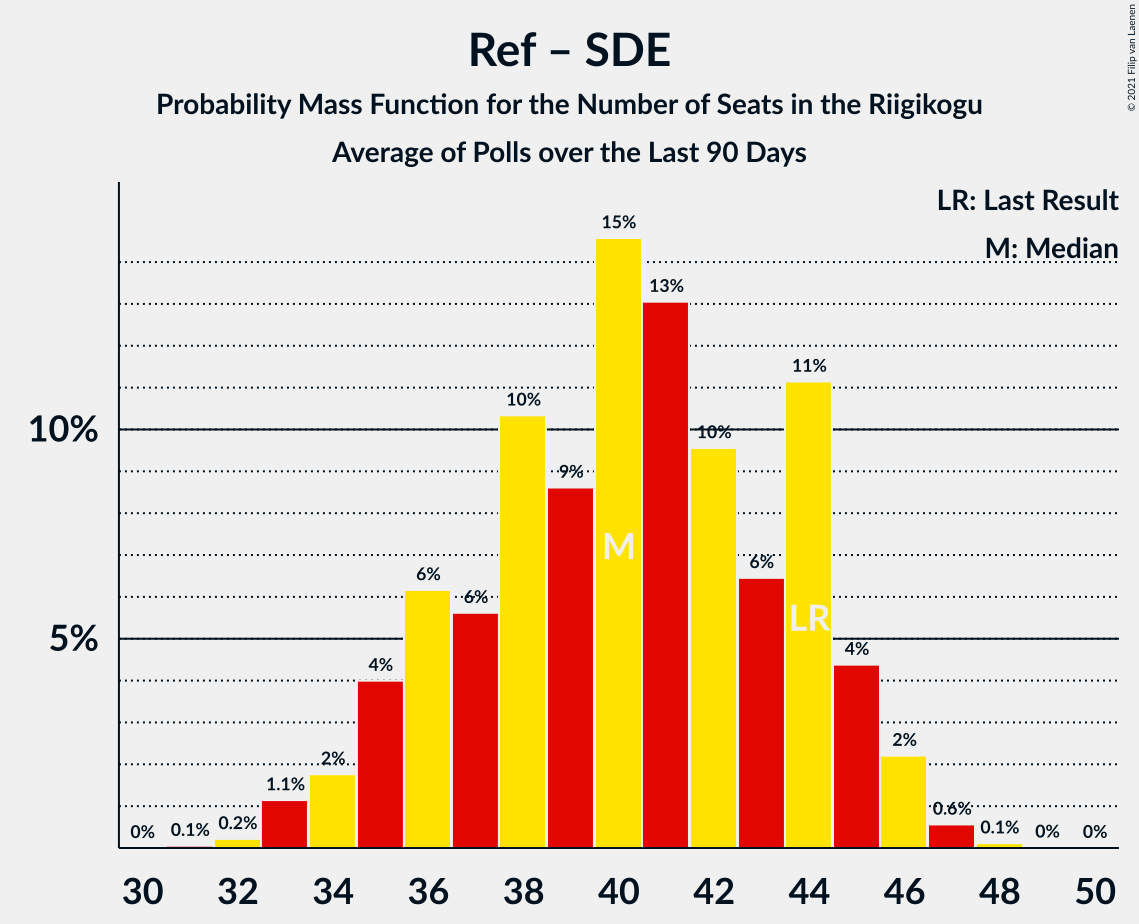 Ref – SDE
Probability Mass Function for the Number of Seats in the Riigikogu
Average of Polls over the Last 90 Days
© 2021 Filip van Laenen
LR: Last Result
M: Median
10%
5%
0%
0.1%
0.2%
1.1%
2%
4%
6%
6%
10%
9%
15%
13%
10%
6%
11%
4%
2%
0.6%
0.1%
0%
0%
M
LR
30 32 34 36 38 40 42 44 46 48 50